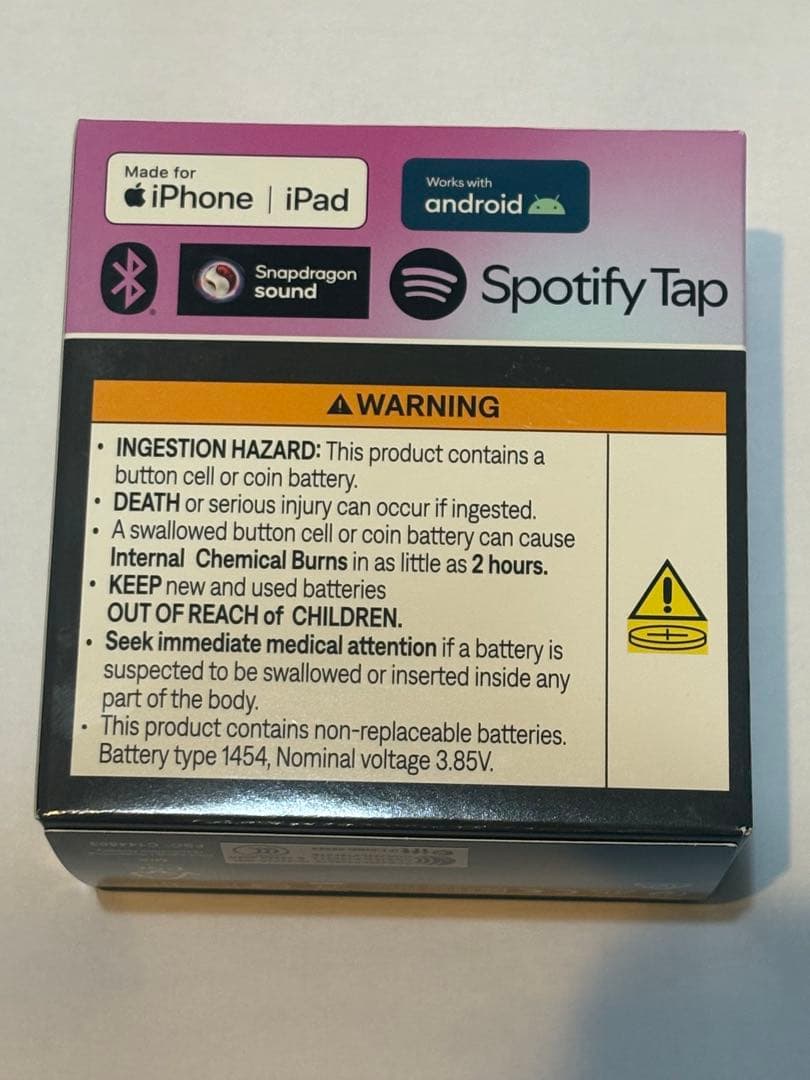 Made for
iPhone | iPad
Works with
android
Snapdragon
sound
Spotify Tap
WARNING
• INGESTION HAZARD: This product contains a
button cell or coin battery.
• DEATH or serious injury can occur if ingested.
• A swallowed button cell or coin battery can cause
Internal Chemical Burns in as little as 2 hours.
• KEEP new and used batteries
OUT OF REACH of CHILDREN.
• Seek immediate medical attention if a battery is
suspected to be swallowed or inserted inside any
part of the body.
• This product contains non-replaceable batteries.
Battery type 1454, Nominal voltage 3.85V.